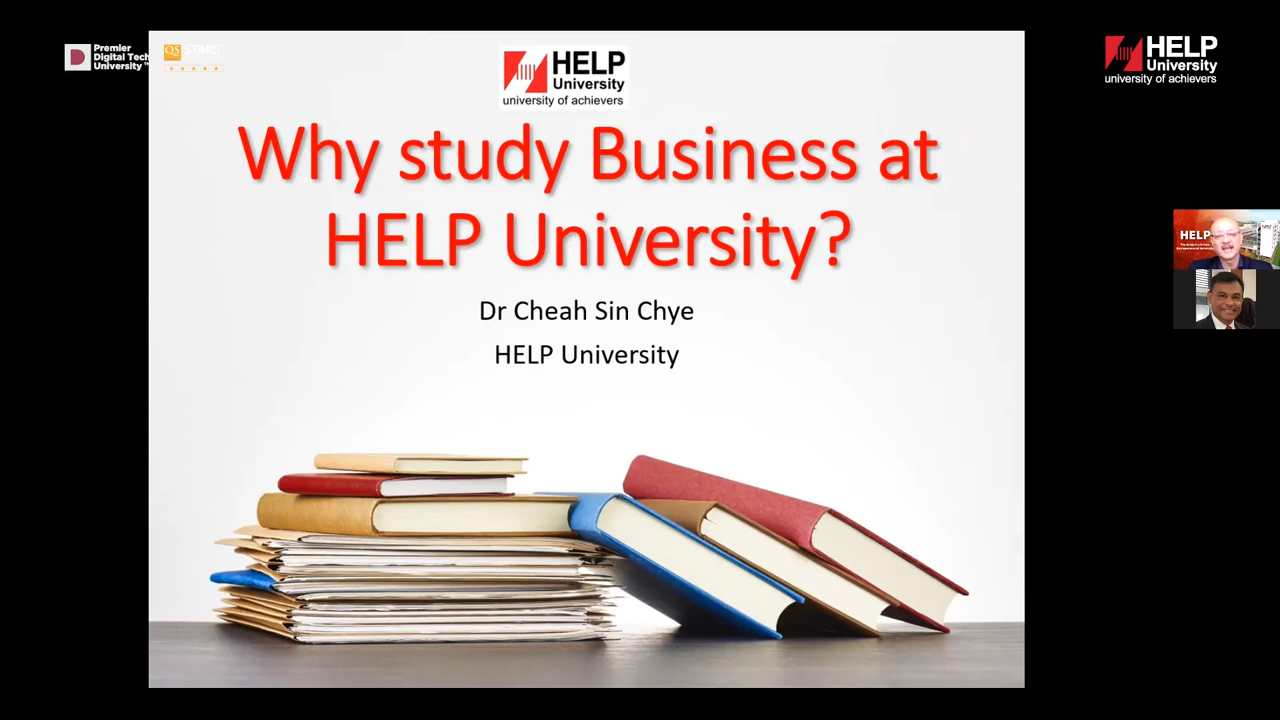 Premier
Digital Tech
University™
QS STARS
HELP
University
university of achievers
HELP
University
university of achievers
Why study Business at
HELP University?
Dr Cheah Sin Chye
HELP University
HELP